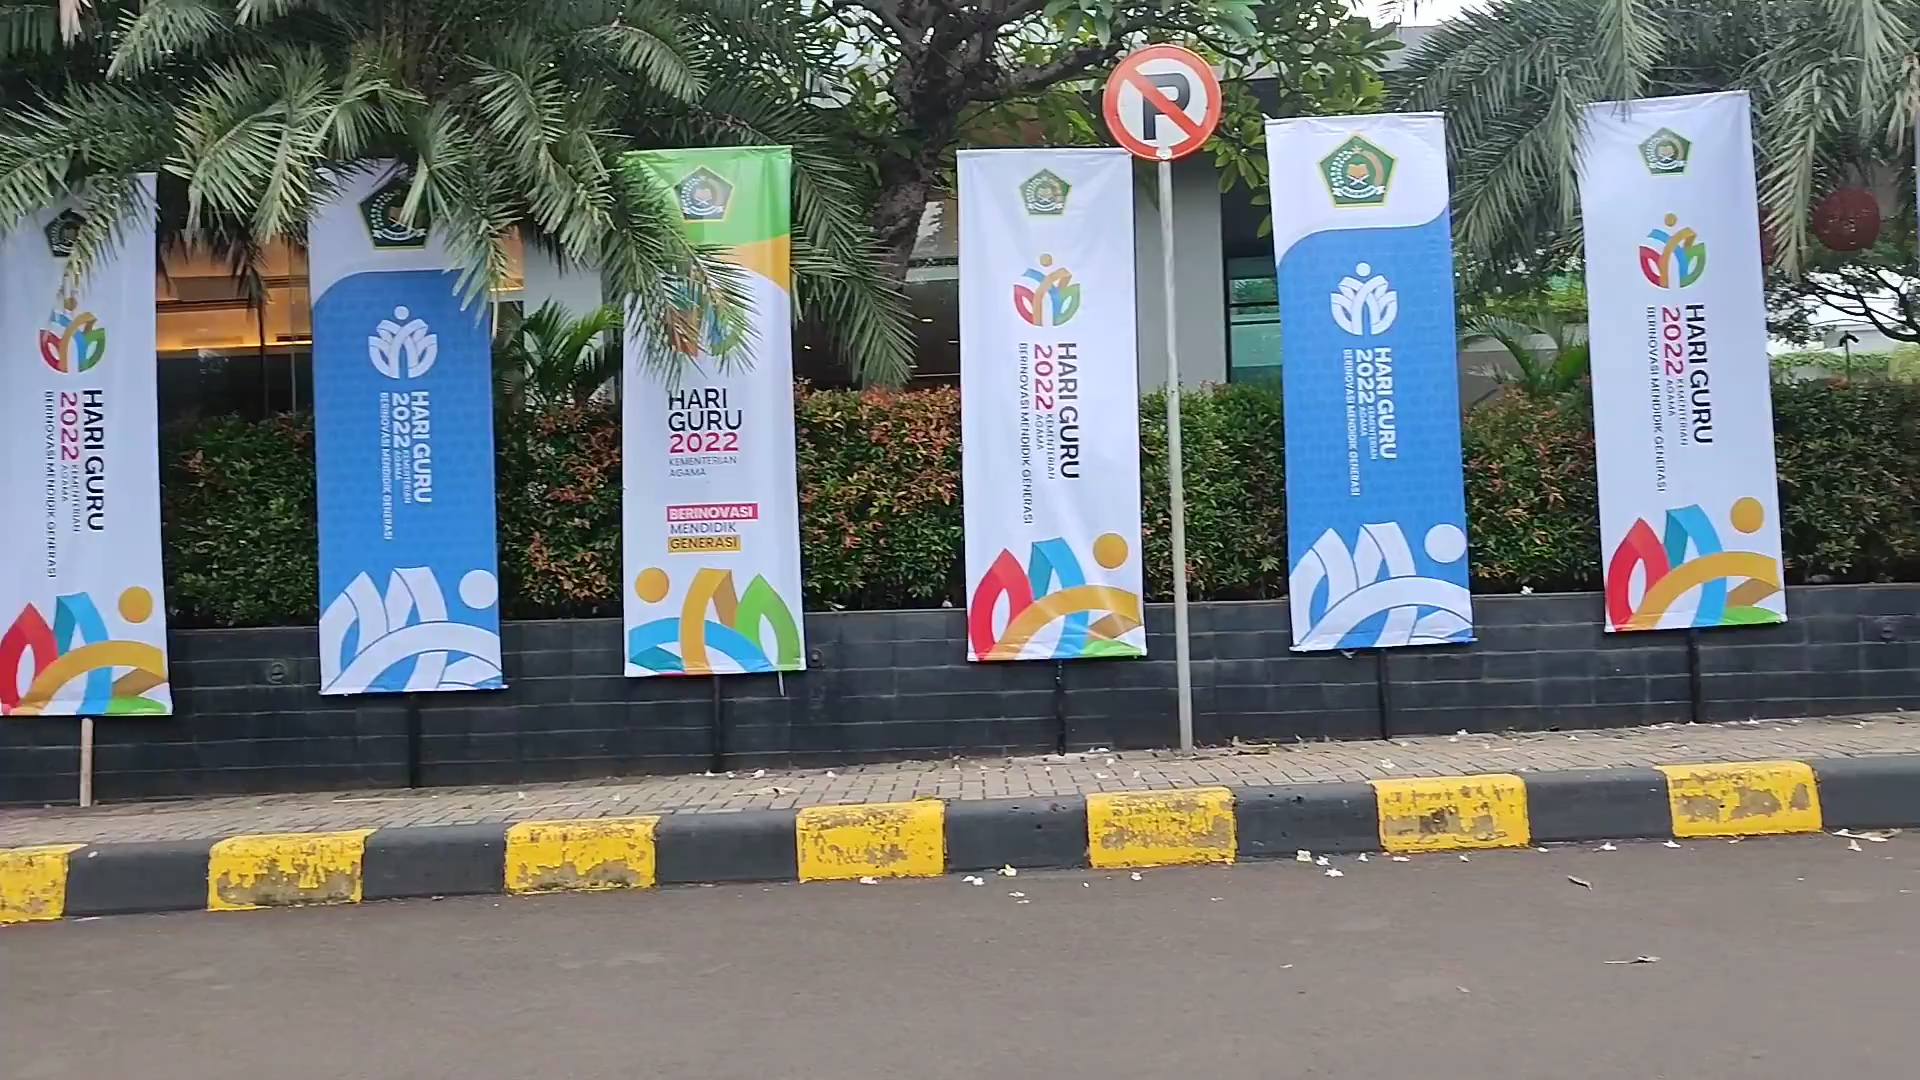 HARI GURU
2022 KEMENTERIAN
AGAMA
BERINOVASI MENDIDIK GENERASI
HARI GURU
2022 KEMENTERIAN
AGAMA
BERINOVASI MENDIDIK GENERASI
HARI
GURU
2022
KEMENTERIAN
AGAMA
BERINOVASI
MENDIDIK
GENERASI
HARI GURU
2022 KEMENTERIAN
AGAMA
BERINOVASI MENDIDIK GENERASI
P
HARI GURU
2022 KEMENTERIAN
AGAMA
BERINOVASI MENDIDIK GENERASI
HARI GURU
2022 KEMENTERIAN
AGAMA
BERINOVASI MENDIDIK GENERASI